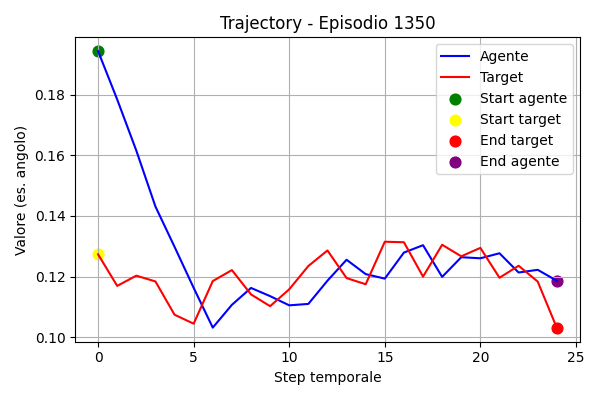 Trajectory - Episodio 1350
Valore (es. angolo)
0.18
0.16
0.14
0.12
0.10
0
5
10
15
20
25
Step temporale
Agente
Target
Start agente
Start target
End target
End agente